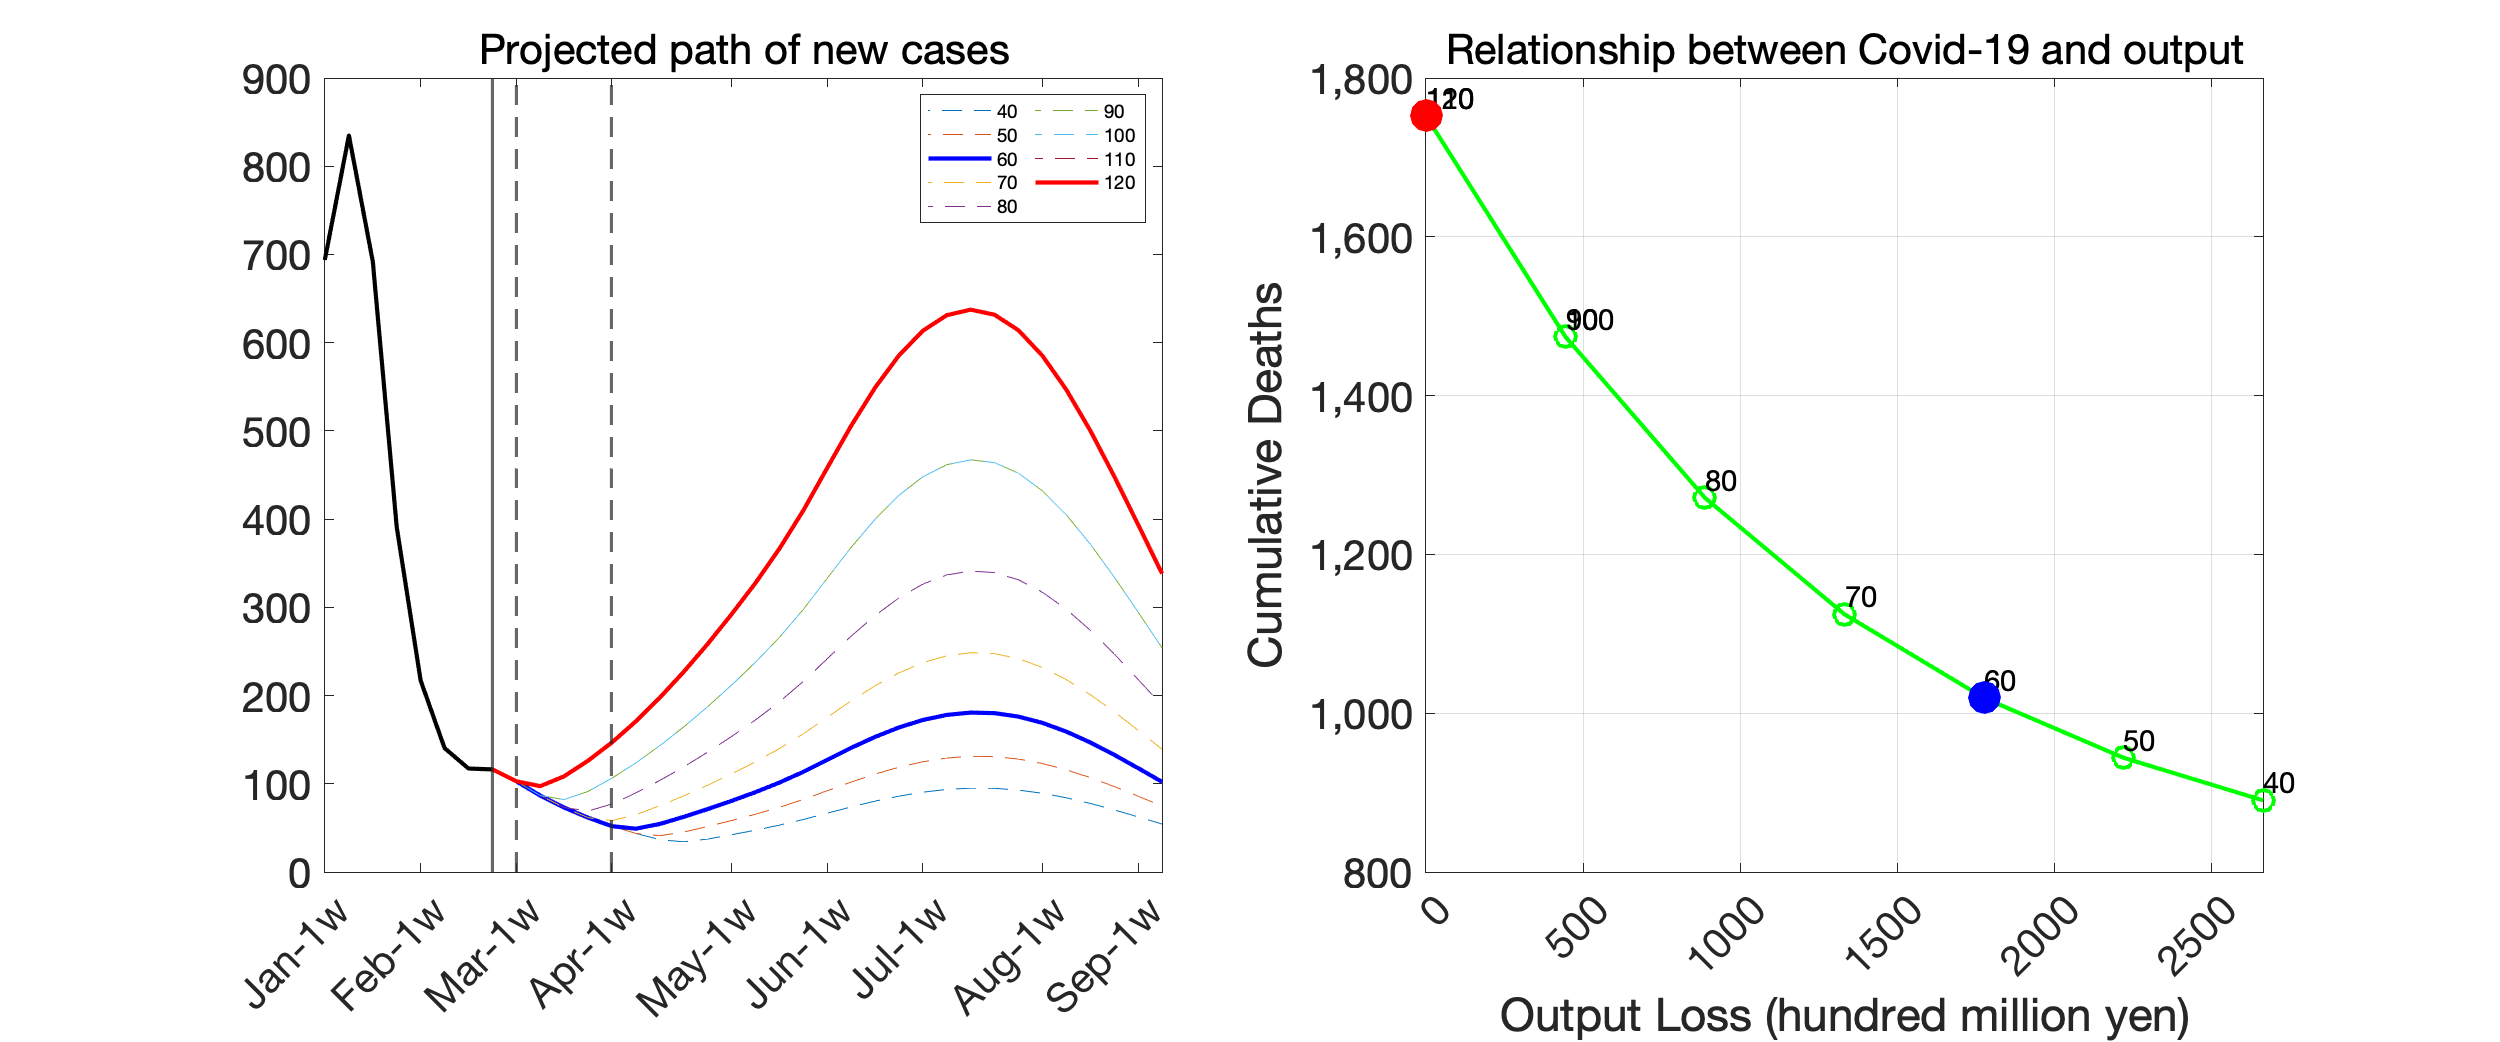 Projected path of new cases
900
800
700
600
500
400
300
200
100
0
40
50
60
70
80
90
100
110
120
Jan-1w
Feb-1w
Mar-1w
Apr-1w
May-1w
Jun-1w
Jul-1w
Aug-1w
Sep-1w
Relationship between Covid-19 and output
Cumulative Deaths
1,800
1,600
1,400
1,200
1,000
800
120
100
80
70
60
50
40
0
500
1000
1500
2000
2500
Output Loss (hundred million yen)